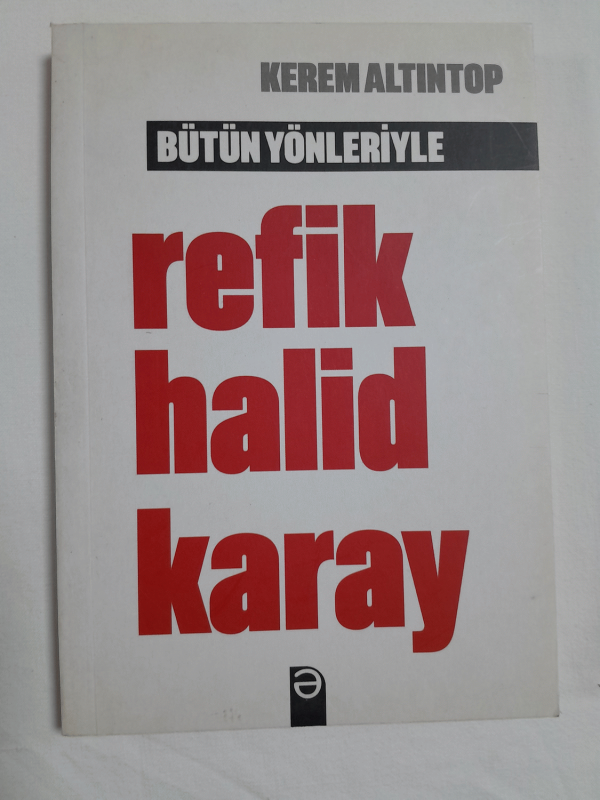 KEREM ALTINTOP
BÜTÜN YÖNLERİYLE
refik
halid
karay
ə